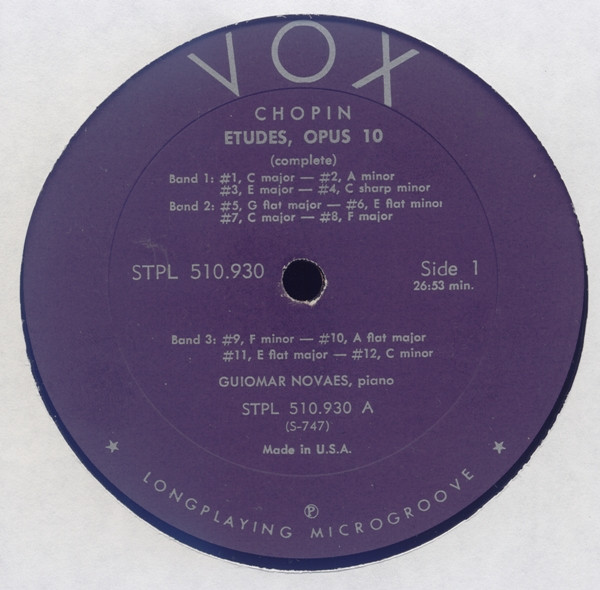 VOX
CHOPIN
ETUDES, OPUS 10
(complete)
Band 1: #1, C major — #2, A minor
#3, E major — #4, C sharp minor
Band 2: #5, G flat major — #6, E flat minor
#7, C major — #8, F major
STPL 510.930
Side 1
26:53 min.
Band 3: #9, F minor — #10, A flat major
#11, E flat major — #12, C minor
GUIOMAR NOVAES, piano
STPL 510.930 A
(S-747)
Made in U.S.A.
℗
★ LONGPLAYING MICROGROOVE ★